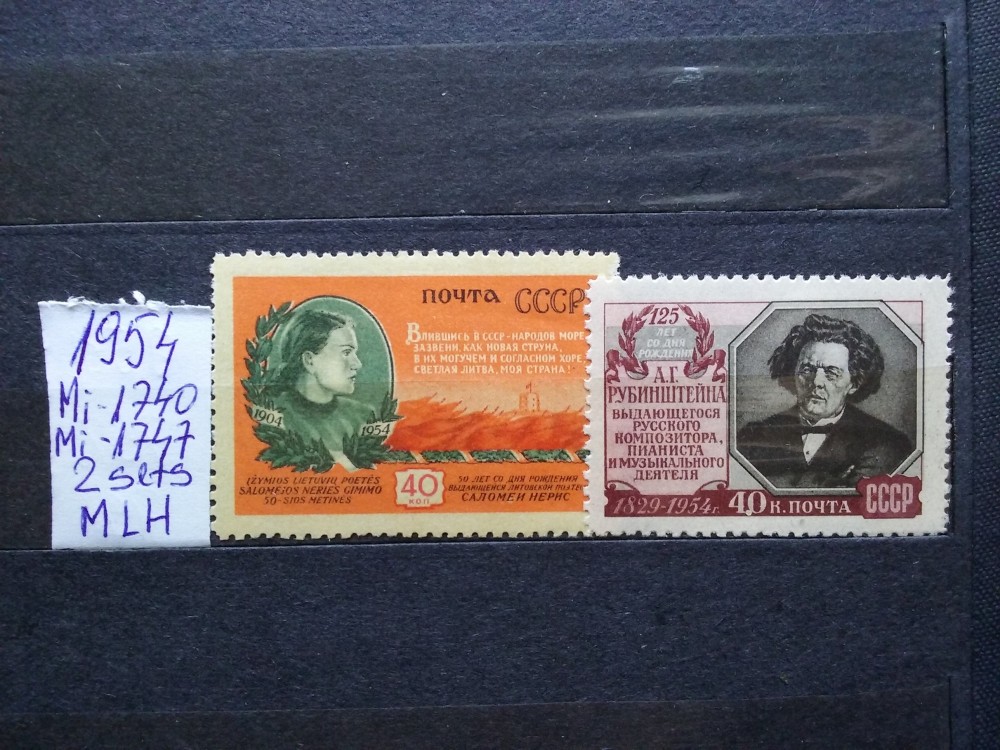 1954
Mi-1740
Mi-1747
2 sets
MLH
ПОЧТА СССР
ВЛИВШИСЬ В СССР-НАРОДОВ МОРЕ
ЗАЗВЕНИ, КАК НОВАЯ СТРУНА,
В ИХ МОГУЧЕМ И СОГЛАСНОМ ХОРЕ
СВЕТЛАЯ ЛИТВА, МОЯ СТРАНА!
1904
1954
IŽYMIOS LIETUVIŲ POETĖS
SALOMĖJOS NERIES GIMIMO
50-SIOS METINĖS
40
КОП
50 ЛЕТ СО ДНЯ РОЖДЕНИЯ
ВЫДАЮЩЕЙСЯ ЛИТОВСКОЙ ПОЭТЕ
САЛОМЕИ НЕРИС
125
ЛЕТ
СО ДНЯ
РОЖДЕНИЯ
А.Г.
РУБИНШТЕЙНА
ВЫДАЮЩЕГОСЯ
РУССКОГО
КОМПОЗИТОРА,
ПИАНИСТА
И МУЗЫКАЛЬНОГО
ДЕЯТЕЛЯ
1829-1954г.
40 К. ПОЧТА СССР